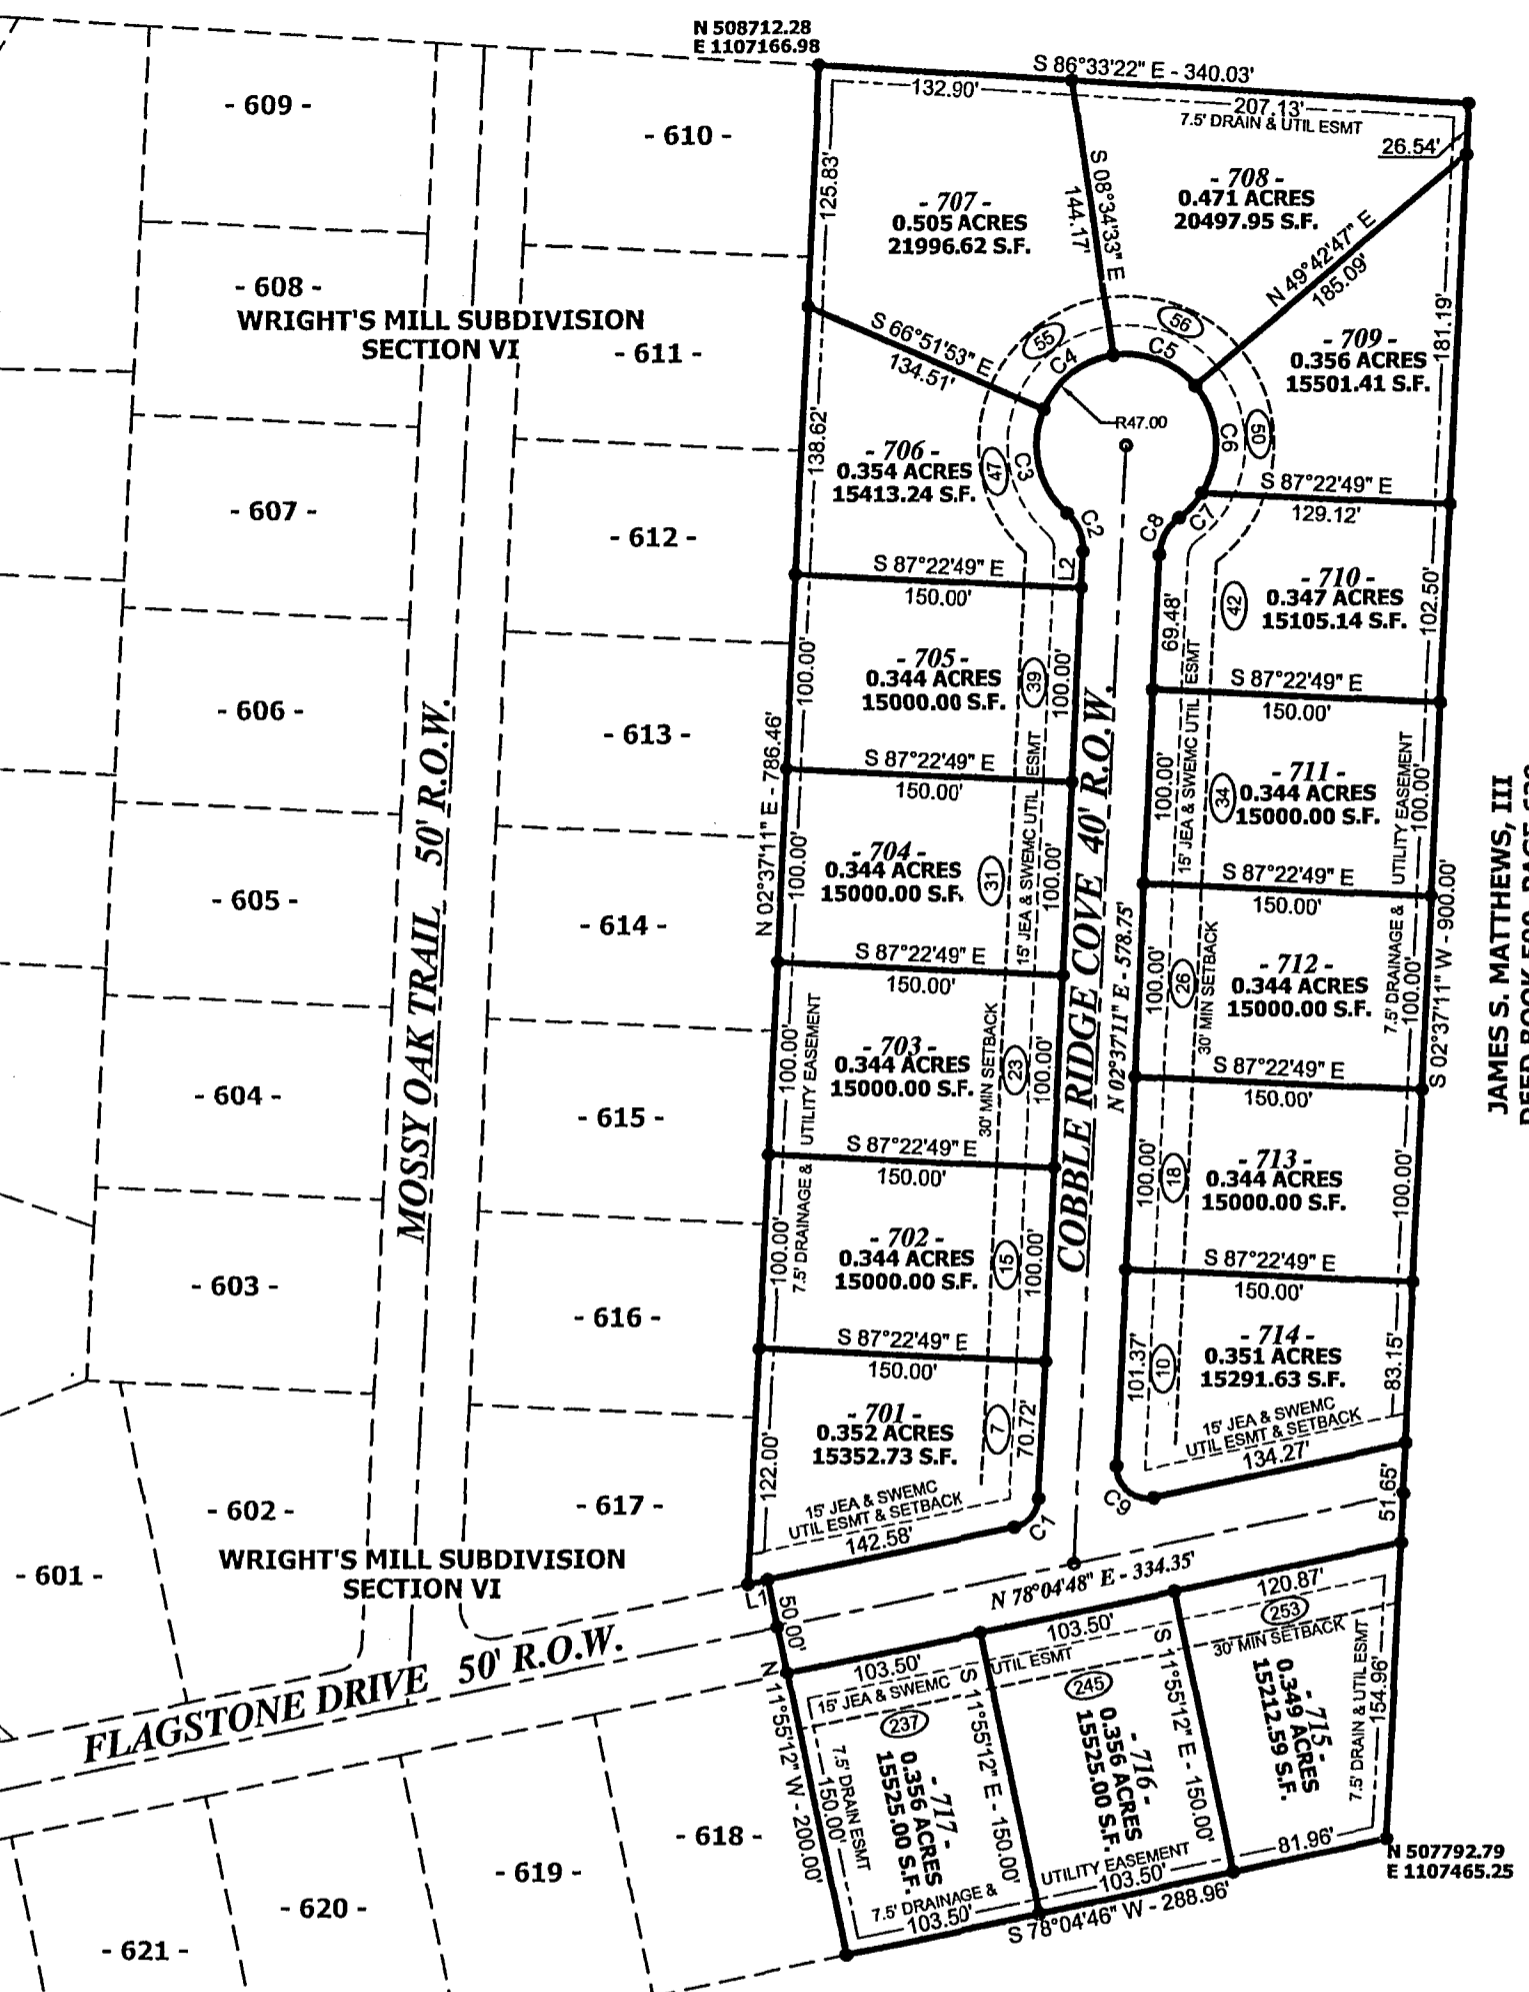 N 508712.28
E 1107166.98
S 86°33'22" E - 340.03'
132.90'
207.13'
7.5' DRAIN & UTIL ESMT
26.54'
- 609 -
- 610 -
125.83'
- 707 -
0.505 ACRES
21996.62 S.F.
S 08°34'33" E
144.17'
- 708 -
0.471 ACRES
20497.95 S.F.
N 49°42'47" E
185.09'
- 608 -
WRIGHT'S MILL SUBDIVISION
SECTION VI
- 611 -
S 66°51'53" E
134.51'
55
56
C4
C5
R47.00
- 709 -
0.356 ACRES
15501.41 S.F.
181.19'
138.62'
- 706 -
0.354 ACRES
15413.24 S.F.
47
C3
C6
50
C2
C8
C7
S 87°22'49" E
129.12'
- 607 -
- 612 -
S 87°22'49" E
150.00'
L2
69.48'
42
- 710 -
0.347 ACRES
15105.14 S.F.
102.50'
- 606 -
- 613 -
100.00'
- 705 -
0.344 ACRES
15000.00 S.F.
39
100.00'
S 87°22'49" E
150.00'
S 87°22'49" E
150.00'
N 02°37'11" E - 786.46'
MOSSY OAK TRAIL 50' R.O.W.
15' JEA & SWEMC UTIL ESMT
COBBLE RIDGE COVE 40' R.O.W.
15' JEA & SWEMC UTIL ESMT
100.00'
34
- 711 -
0.344 ACRES
15000.00 S.F.
100.00'
7.5' DRAINAGE & UTILITY EASEMENT
JAMES S. MATTHEWS, III
- 605 -
- 614 -
100.00'
- 704 -
0.344 ACRES
15000.00 S.F.
31
100.00'
S 87°22'49" E
150.00'
S 87°22'49" E
150.00'
N 02°37'11" E - 578.75'
100.00'
26
30' MIN SETBACK
- 712 -
0.344 ACRES
15000.00 S.F.
100.00'
S 02°37'11" W - 900.00'
- 604 -
- 615 -
100.00'
7.5' DRAINAGE & UTILITY EASEMENT
- 703 -
0.344 ACRES
15000.00 S.F.
30' MIN SETBACK
23
100.00'
S 87°22'49" E
150.00'
S 87°22'49" E
150.00'
100.00'
18
- 713 -
0.344 ACRES
15000.00 S.F.
100.00'
- 603 -
- 616 -
100.00'
- 702 -
0.344 ACRES
15000.00 S.F.
15
100.00'
S 87°22'49" E
150.00'
S 87°22'49" E
150.00'
101.37'
10
- 714 -
0.351 ACRES
15291.63 S.F.
83.15'
15' JEA & SWEMC
UTIL ESMT & SETBACK
134.27'
- 602 -
- 617 -
122.00'
- 701 -
0.352 ACRES
15352.73 S.F.
7
70.72'
15' JEA & SWEMC
UTIL ESMT & SETBACK
142.58'
C7
C9
51.65'
- 601 -
WRIGHT'S MILL SUBDIVISION
SECTION VI
L1
50.00'
N 78°04'48" E - 334.35'
FLAGSTONE DRIVE 50' R.O.W.
103.50'
103.50'
120.87'
N 11°55'12" W - 200.00'
15' JEA & SWEMC UTIL ESMT
237
- 717 -
0.356 ACRES
15525.00 S.F.
7.5' DRAIN ESMT
150.00'
S 11°55'12" E - 150.00'
245
- 716 -
0.356 ACRES
15525.00 S.F.
S 11°55'12" E - 150.00'
253
30' MIN SETBACK
- 715 -
0.349 ACRES
15212.59 S.F.
7.5' DRAIN & UTIL ESMT
154.96'
- 618 -
- 619 -
- 620 -
- 621 -
7.5' DRAINAGE & UTILITY EASEMENT
103.50'
103.50'
81.96'
S 78°04'46" W - 288.96'
N 507792.79
E 1107465.25